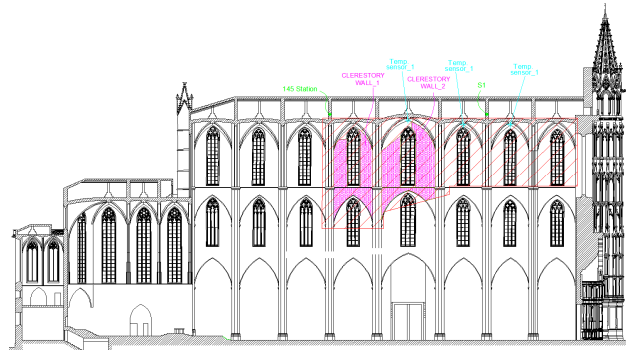 Temp.
sensor_1
Temp.
sensor_1
Temp.
sensor_1
CLERESTORY
WALL_1
CLERESTORY
WALL_2
145 Station
S1